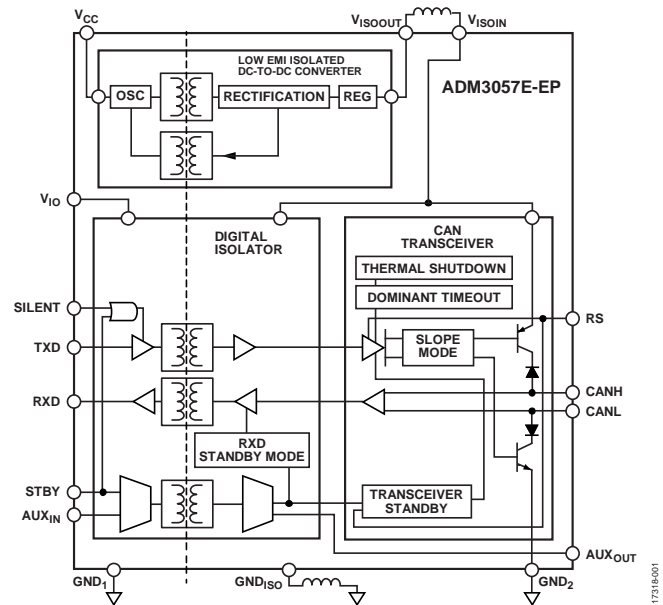 VCC
VISOOUT
VISOIN
LOW EMI ISOLATED
DC-TO-DC CONVERTER
ADM3057E-EP
OSC
RECTIFICATION
REG
VIO
DIGITAL
ISOLATOR
CAN
TRANSCEIVER
THERMAL SHUTDOWN
DOMINANT TIMEOUT
SILENT
RS
TXD
SLOPE
MODE
RXD
CANH
CANL
RXD
STANDBY MODE
STBY
TRANSCEIVER
STANDBY
AUXIN
AUXOUT
GND1
GNDISO
GND2
17318-001